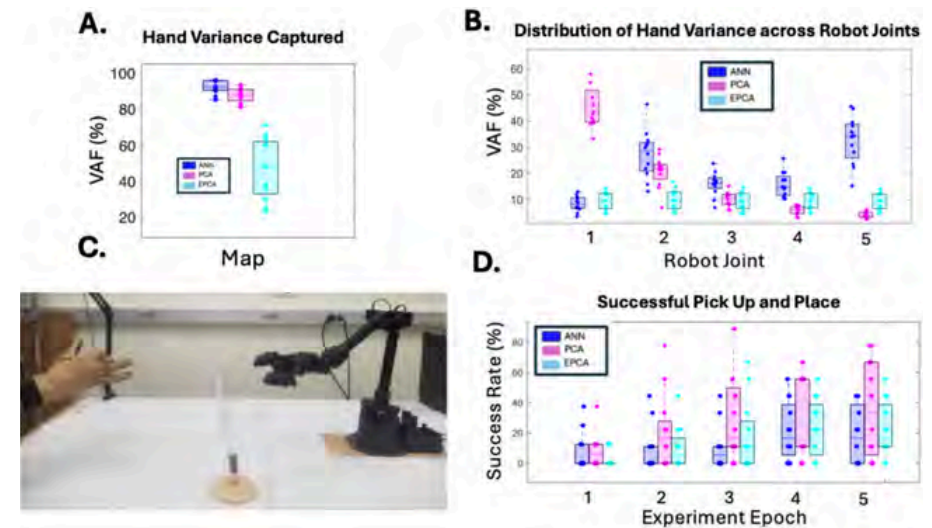 A.
Hand Variance Captured
100
80
60
40
20
VAF (%)
ANN
PCA
EPCA
Map
B.
Distribution of Hand Variance across Robot Joints
60
50
40
30
20
10
VAF (%)
ANN
PCA
EPCA
1 2 3 4 5
Robot Joint
C.
D.
Successful Pick Up and Place
80
60
40
20
0
Success Rate (%)
ANN
PCA
EPCA
1 2 3 4 5
Experiment Epoch